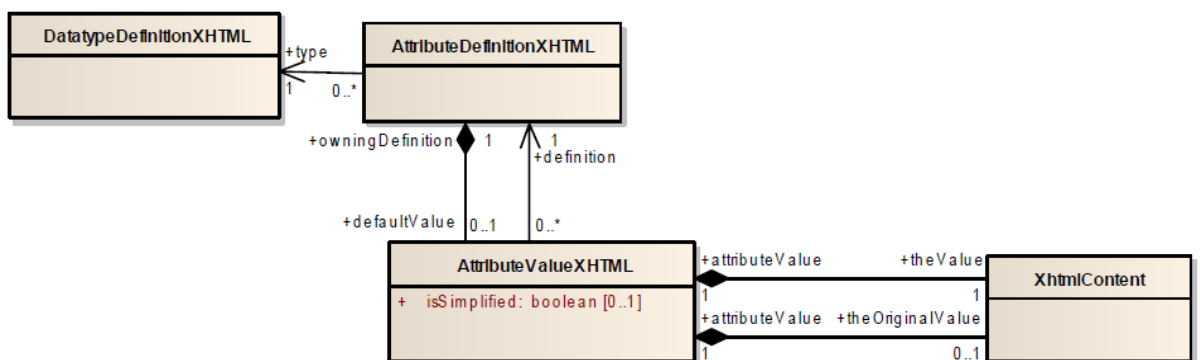 DatatypeDefinitionXHTML
AttributeDefinitionXHTML
+type
1
0..*
+owningDefinition
1
1
+definition
+defaultValue
0..1
0..*
AttributeValueXHTML
+ isSimplified: boolean [0..1]
+attributeValue
+theValue
1
1
XhtmlContent
+attributeValue
+theOriginalValue
1
0..1